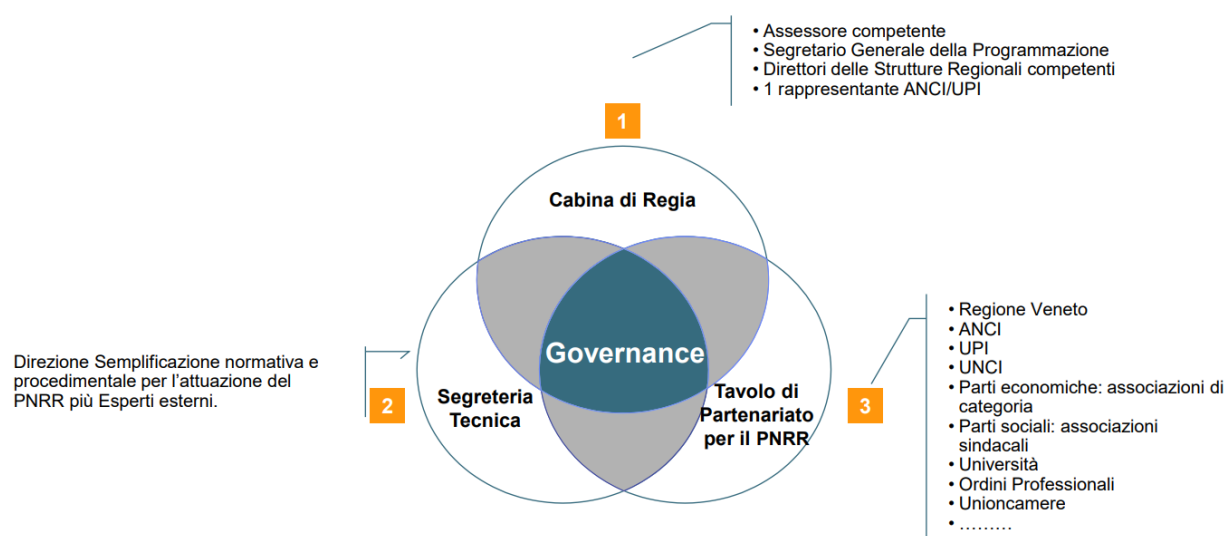 • Assessore competente
• Segretario Generale della Programmazione
• Direttori delle Strutture Regionali competenti
• 1 rappresentante ANCI/UPI
1
Cabina di Regia
Governance
Direzione Semplificazione normativa e
procedimentale per l'attuazione del
PNRR più Esperti esterni.
2
Segreteria
Tecnica
Tavolo di
Partenariato
per il PNRR
3
• Regione Veneto
• ANCI
• UPI
• UNCI
• Parti economiche: associazioni di
categoria
• Parti sociali: associazioni
sindacali
• Università
• Ordini Professionali
• Unioncamere
• ………